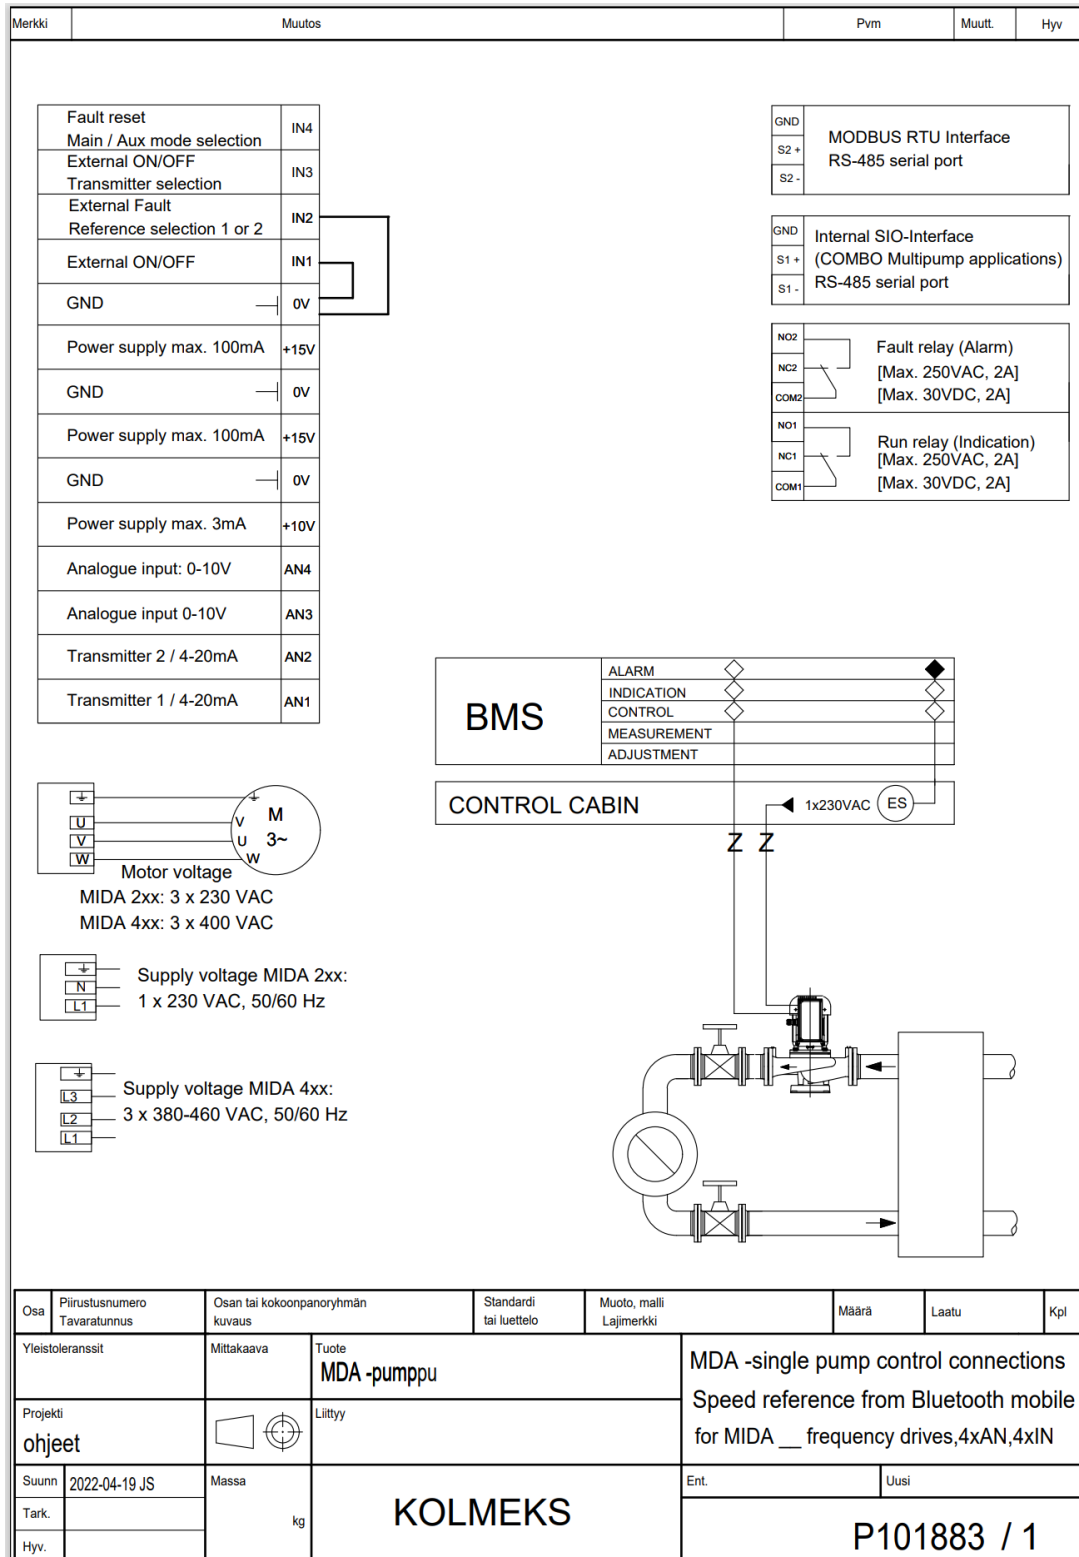 Merkki Muutos Pvm Muutt. Hyv
Fault reset
Main / Aux mode selection IN4
External ON/OFF
Transmitter selection IN3
External Fault
Reference selection 1 or 2 IN2
External ON/OFF IN1
GND 0V
Power supply max. 100mA +15V
GND 0V
Power supply max. 100mA +15V
GND 0V
Power supply max. 3mA +10V
Analogue input: 0-10V AN4
Analogue input 0-10V AN3
Transmitter 2 / 4-20mA AN2
Transmitter 1 / 4-20mA AN1
GND
S2 +
S2 -
MODBUS RTU Interface
RS-485 serial port
GND
S1 +
S1 -
Internal SIO-Interface
(COMBO Multipump applications)
RS-485 serial port
NO2
NC2
COM2
Fault relay (Alarm)
[Max. 250VAC, 2A]
[Max. 30VDC, 2A]
NO1
NC1
COM1
Run relay (Indication)
[Max. 250VAC, 2A]
[Max. 30VDC, 2A]
BMS
ALARM
INDICATION
CONTROL
MEASUREMENT
ADJUSTMENT
CONTROL CABIN 1x230VAC ES
Z Z
U
V
W
V
U
W
M
3~
Motor voltage
MIDA 2xx: 3 x 230 VAC
MIDA 4xx: 3 x 400 VAC
N
L1
Supply voltage MIDA 2xx:
1 x 230 VAC, 50/60 Hz
L3
L2
L1
Supply voltage MIDA 4xx:
3 x 380-460 VAC, 50/60 Hz
Osa
Piirustusnumero
Tavaratunnus
Osan tai kokoonpanoryhmän
kuvaus
Standardi
tai luettelo
Muoto, malli
Lajimerkki
Määrä
Laatu
Kpl
Yleistoleranssit
Mittakaava
Tuote
MDA -pumppu
MDA -single pump control connections
Speed reference from Bluetooth mobile
for MIDA __ frequency drives,4xAN,4xIN
Projekti
ohjeet
Liittyy
Suunn 2022-04-19 JS
Tark.
Hyv.
Massa
kg
KOLMEKS
Ent.
Uusi
P101883 / 1